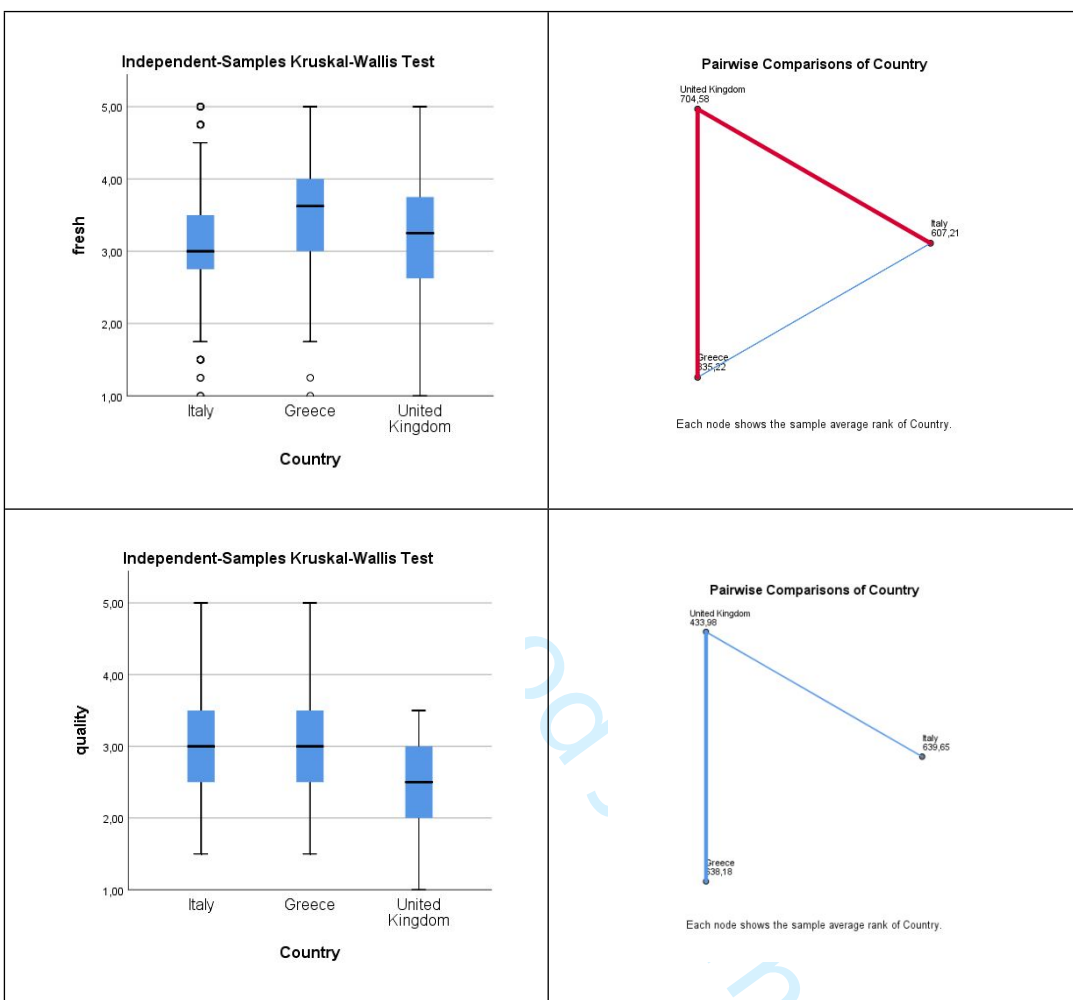 Independent-Samples Kruskal-Wallis Test
5,00
4,00
3,00
2,00
1,00
fresh
Italy
Greece
United
Kingdom
Country
Pairwise Comparisons of Country
United Kingdom
704,58
Italy
607,21
Greece
835,22
Each node shows the sample average rank of Country.
Independent-Samples Kruskal-Wallis Test
5,00
4,00
3,00
2,00
1,00
quality
Italy
Greece
United
Kingdom
Country
Pairwise Comparisons of Country
United Kingdom
433,98
Italy
639,65
Greece
638,18
Each node shows the sample average rank of Country.